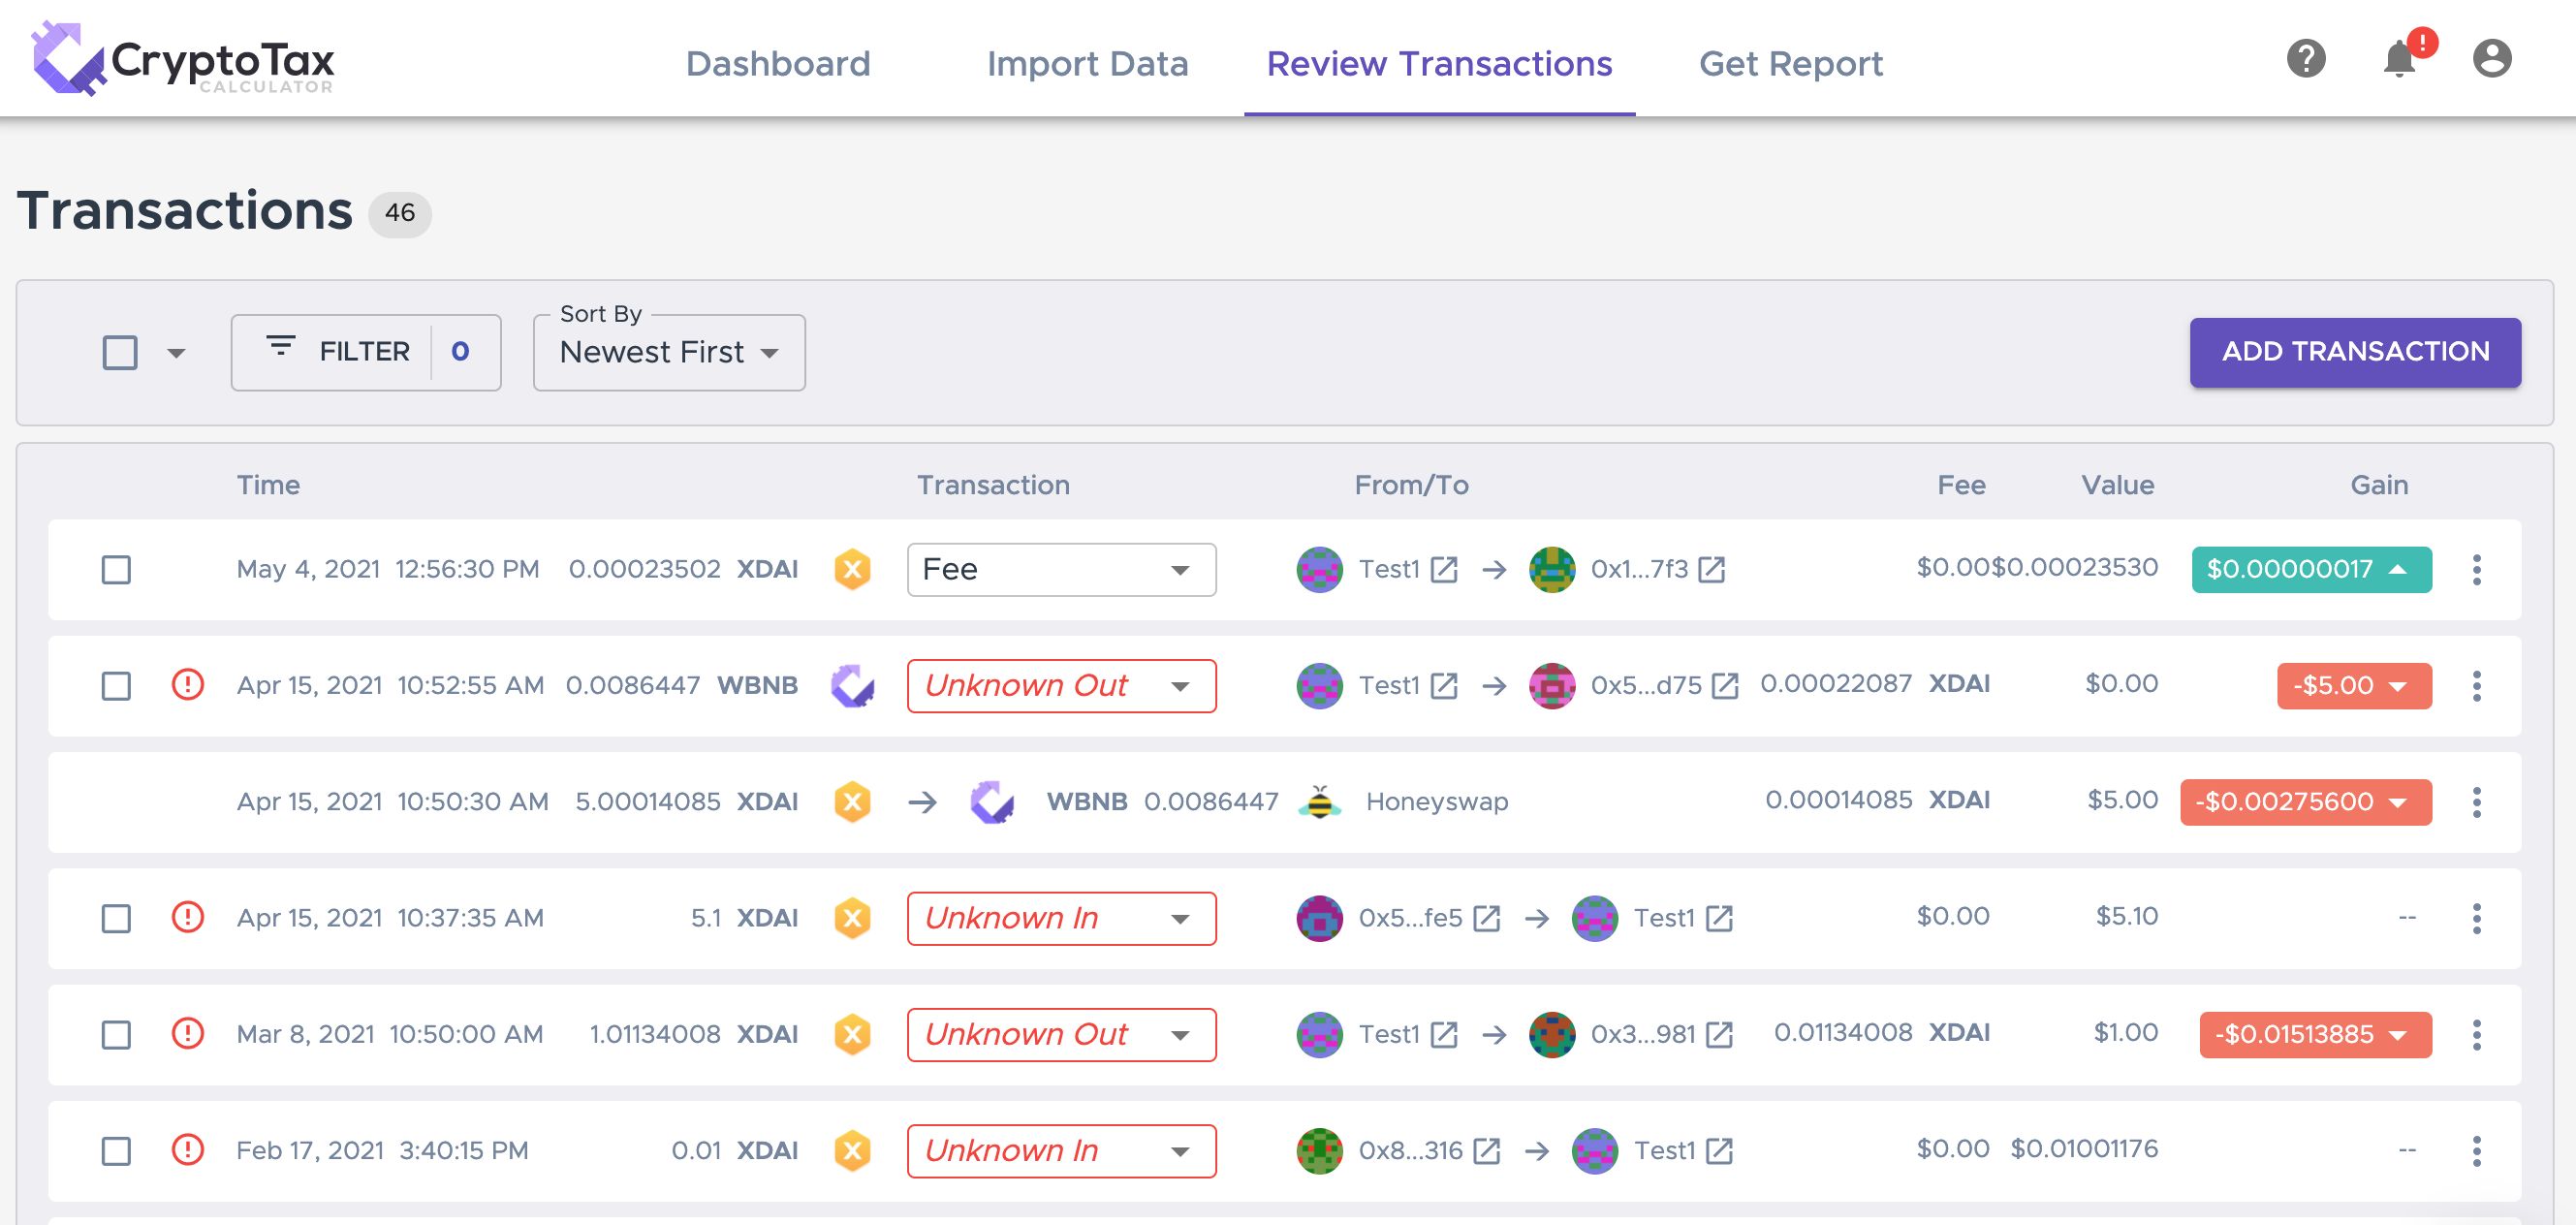 CryptoTax
CALCULATOR
Dashboard Import Data Review Transactions Get Report
Transactions 46
FILTER 0 Sort By Newest First ADD TRANSACTION
Time Transaction From/To Fee Value Gain
May 4, 2021 12:56:30 PM 0.00023502 XDAI Fee Test1 0x1...7f3 $0.00 $0.00023530 $0.00000017
Apr 15, 2021 10:52:55 AM 0.0086447 WBNB Unknown Out Test1 0x5...d75 0.00022087 XDAI $0.00 -$5.00
Apr 15, 2021 10:50:30 AM 5.00014085 XDAI WBNB 0.0086447 Honeyswap 0.00014085 XDAI $5.00 -$0.00275600
Apr 15, 2021 10:37:35 AM 5.1 XDAI Unknown In 0x5...fe5 Test1 $0.00 $5.10 --
Mar 8, 2021 10:50:00 AM 1.01134008 XDAI Unknown Out Test1 0x3...981 0.01134008 XDAI $1.00 -$0.01513885
Feb 17, 2021 3:40:15 PM 0.01 XDAI Unknown In 0x8...316 Test1 $0.00 $0.01001176 --